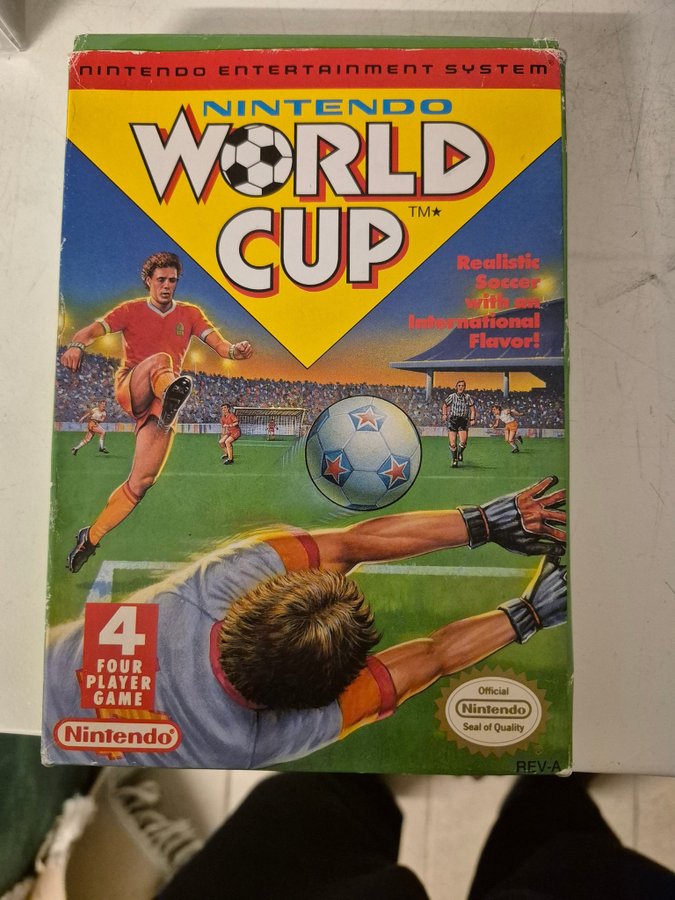 NINTENDO ENTERTAINMENT SYSTEM
NINTENDO
WORLD
CUP
TM★
Realistic
Soccer
with an
International
Flavor!
4
FOUR
PLAYER
GAME
Nintendo®
Official
Nintendo
Seal of Quality
REV-A